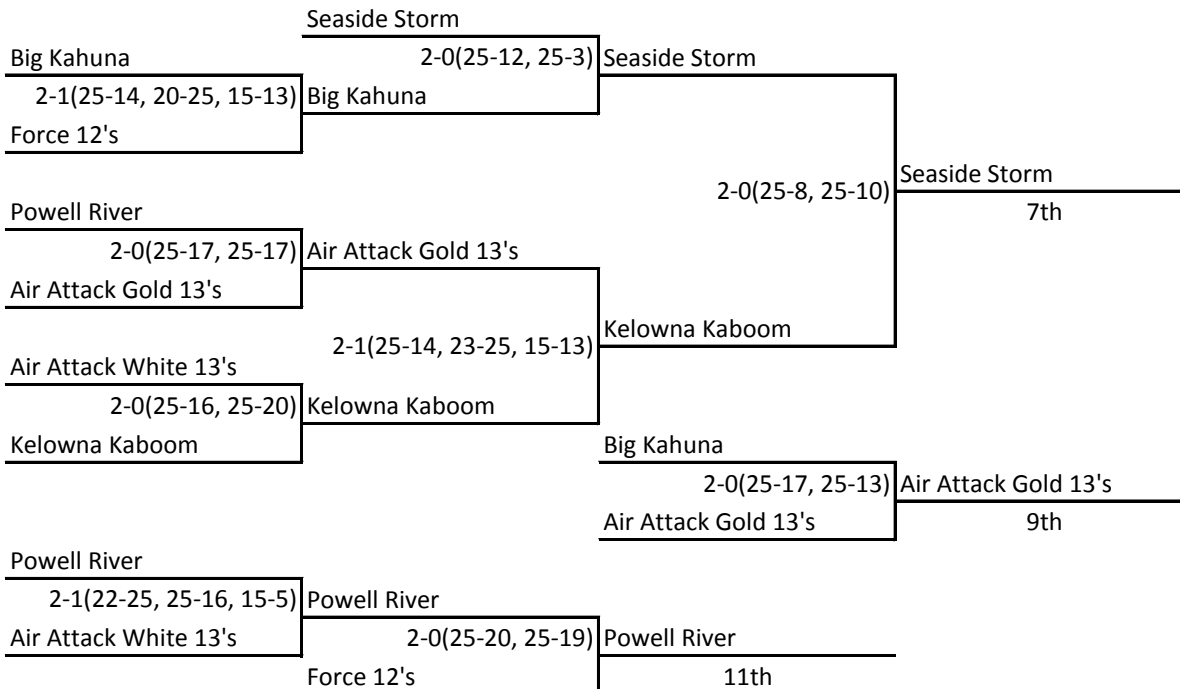 Seaside Storm
Big Kahuna
2-0(25-12, 25-3)
Seaside Storm
2-1(25-14, 20-25, 15-13)
Big Kahuna
Force 12's
Seaside Storm
2-0(25-8, 25-10)
Powell River
7th
2-0(25-17, 25-17)
Air Attack Gold 13's
Air Attack Gold 13's
Kelowna Kaboom
2-1(25-14, 23-25, 15-13)
Air Attack White 13's
2-0(25-16, 25-20)
Kelowna Kaboom
Kelowna Kaboom
Big Kahuna
2-0(25-17, 25-13)
Air Attack Gold 13's
Air Attack Gold 13's
9th
Powell River
2-1(22-25, 25-16, 15-5)
Powell River
Air Attack White 13's
2-0(25-20, 25-19)
Powell River
Force 12's
11th